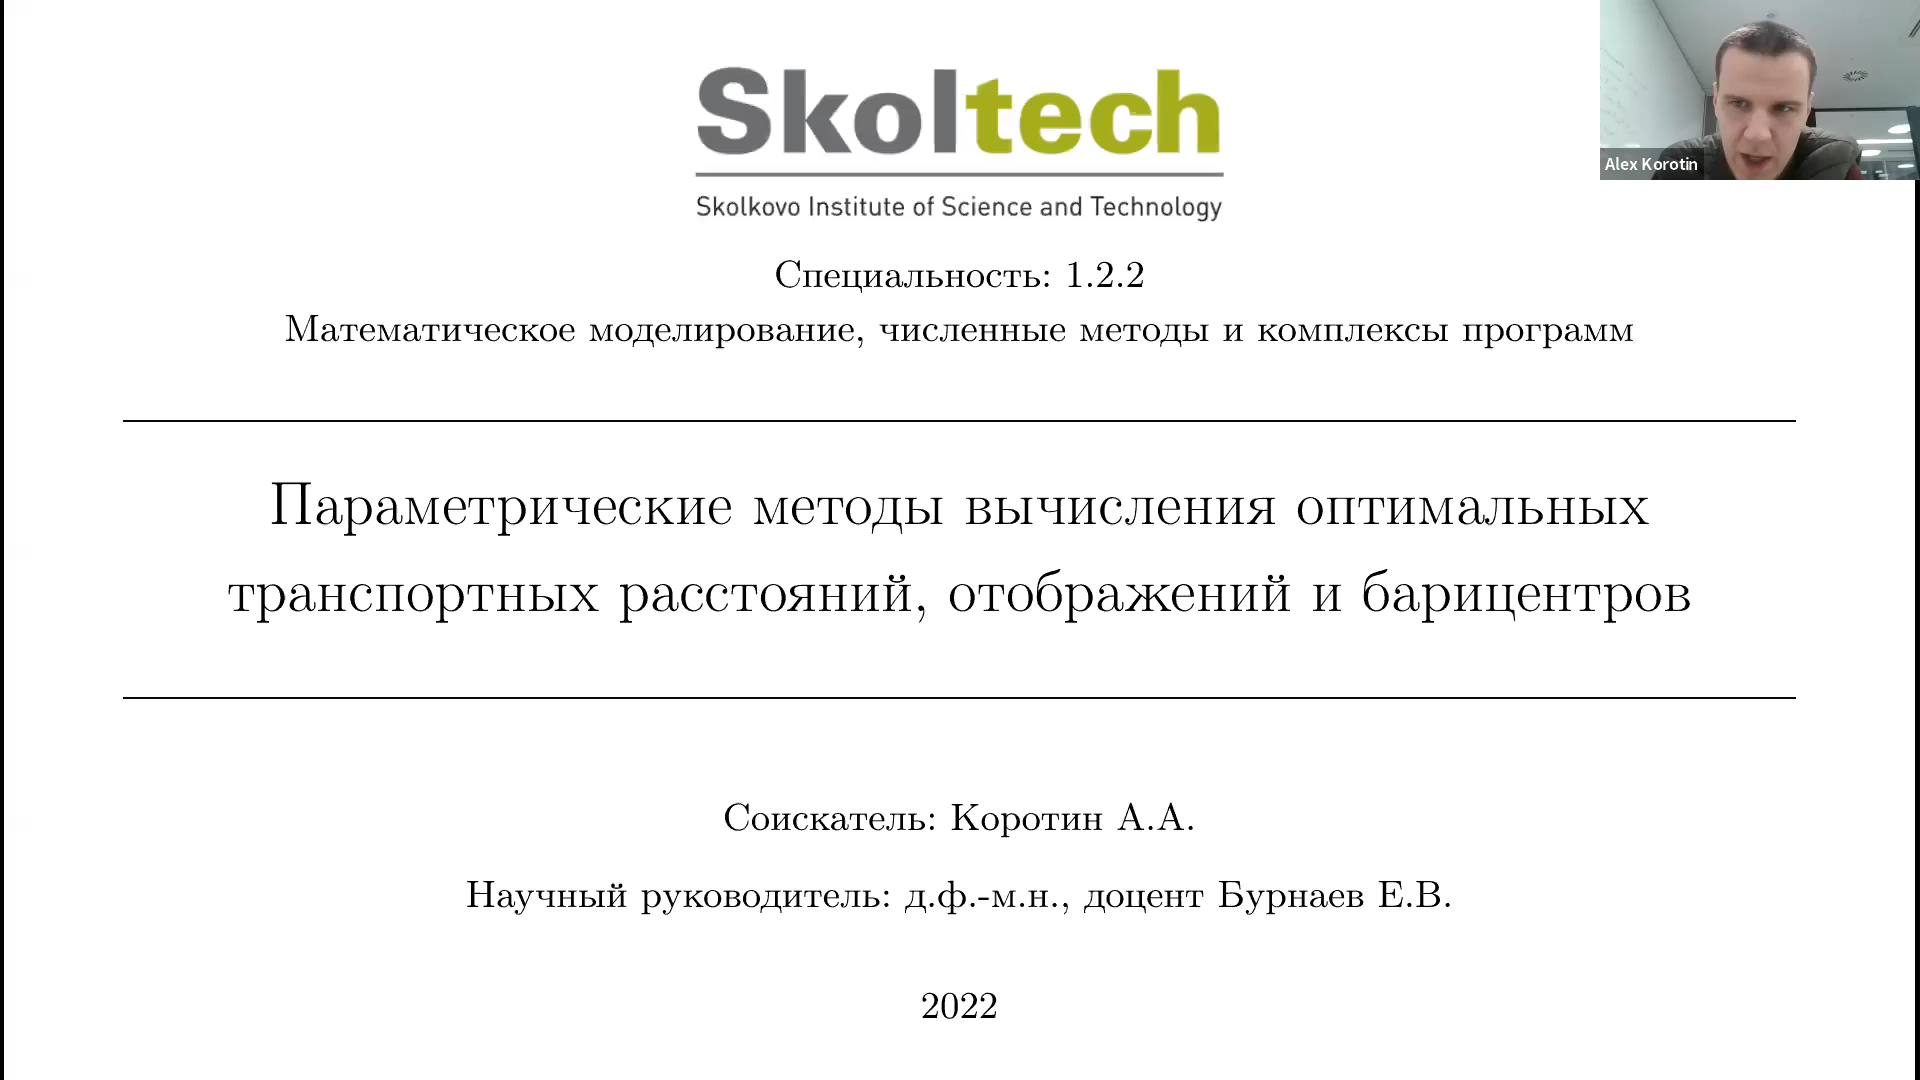 Skoltech
Skolkovo Institute of Science and Technology
Alex Korotin
Специальность: 1.2.2
Математическое моделирование, численные методы и комплексы программ
Параметрические методы вычисления оптимальных
транспортных расстояний, отображений и барицентров
Соискатель: Коротин А.А.
Научный руководитель: д.ф.-м.н., доцент Бурнаев Е.В.
2022